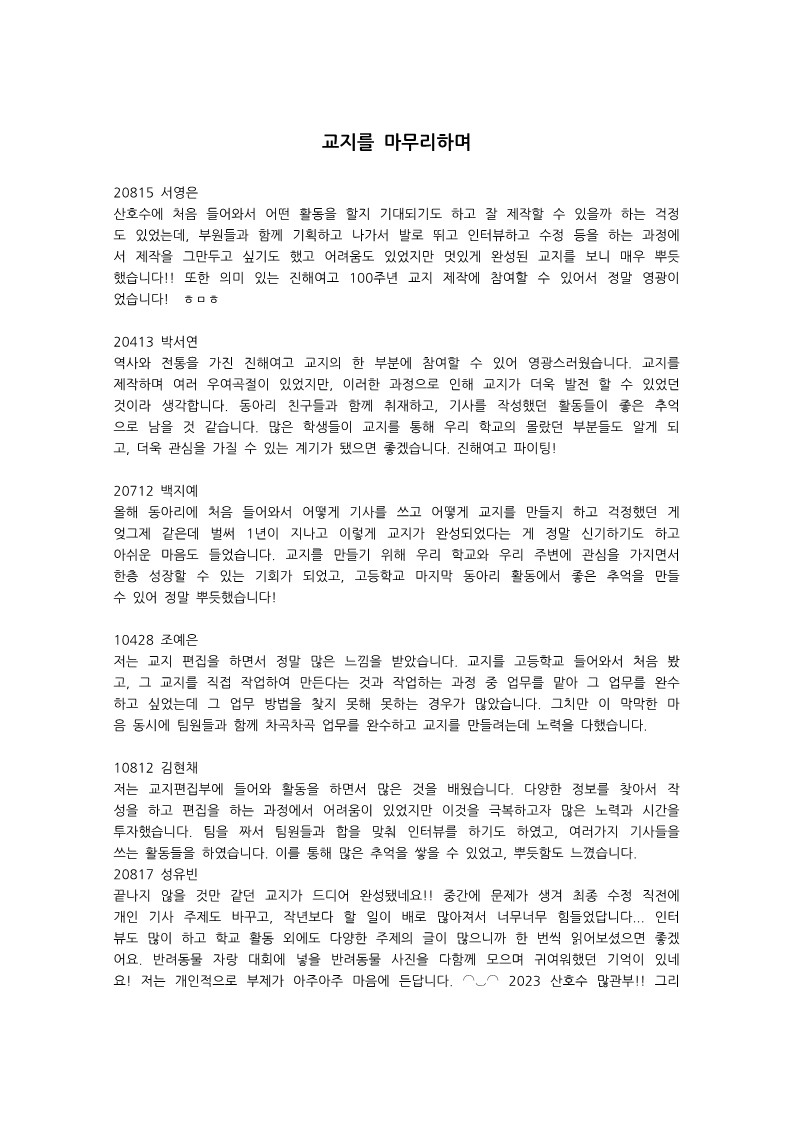 교지를 마무리하며
20815 서영은
산호수에 처음 들어와서 어떤 활동을 할지 기대되기도 하고 잘 제작할 수 있을까 하는 걱정
도 있었는데, 부원들과 함께 기획하고 나가서 발로 뛰고 인터뷰하고 수정 등을 하는 과정에
서 제작을 그만두고 싶기도 했고 어려움도 있었지만 멋있게 완성된 교지를 보니 매우 뿌듯
했습니다!! 또한 의미 있는 진해여고 100주년 교지 제작에 참여할 수 있어서 정말 영광이
었습니다! ㅎㅁㅎ
20413 박서연
역사와 전통을 가진 진해여고 교지의 한 부분에 참여할 수 있어 영광스러웠습니다. 교지를
제작하며 여러 우여곡절이 있었지만, 이러한 과정으로 인해 교지가 더욱 발전 할 수 있었던
것이라 생각합니다. 동아리 친구들과 함께 취재하고, 기사를 작성했던 활동들이 좋은 추억
으로 남을 것 같습니다. 많은 학생들이 교지를 통해 우리 학교의 몰랐던 부분들도 알게 되
고, 더욱 관심을 가질 수 있는 계기가 됐으면 좋겠습니다. 진해여고 파이팅!
20712 백지예
올해 동아리에 처음 들어와서 어떻게 기사를 쓰고 어떻게 교지를 만들지 하고 걱정했던 게
엊그제 같은데 벌써 1년이 지나고 이렇게 교지가 완성되었다는 게 정말 신기하기도 하고
아쉬운 마음도 들었습니다. 교지를 만들기 위해 우리 학교와 우리 주변에 관심을 가지면서
한층 성장할 수 있는 기회가 되었고, 고등학교 마지막 동아리 활동에서 좋은 추억을 만들
수 있어 정말 뿌듯했습니다!
10428 조예은
저는 교지 편집을 하면서 정말 많은 느낌을 받았습니다. 교지를 고등학교 들어와서 처음 봤
고, 그 교지를 직접 작업하여 만든다는 것과 작업하는 과정 중 업무를 맡아 그 업무를 완수
하고 싶었는데 그 업무 방법을 찾지 못해 못하는 경우가 많았습니다. 그치만 이 막막한 마
음 동시에 팀원들과 함께 차곡차곡 업무를 완수하고 교지를 만들려는데 노력을 다했습니다.
10812 김현채
저는 교지편집부에 들어와 활동을 하면서 많은 것을 배웠습니다. 다양한 정보를 찾아서 작
성을 하고 편집을 하는 과정에서 어려움이 있었지만 이것을 극복하고자 많은 노력과 시간을
투자했습니다. 팀을 짜서 팀원들과 합을 맞춰 인터뷰를 하기도 하였고, 여러가지 기사들을
쓰는 활동들을 하였습니다. 이를 통해 많은 추억을 쌓을 수 있었고, 뿌듯함도 느꼈습니다.
20817 성유빈
끝나지 않을 것만 같던 교지가 드디어 완성됐네요!! 중간에 문제가 생겨 최종 수정 직전에
개인 기사 주제도 바꾸고, 작년보다 할 일이 배로 많아져서 너무너무 힘들었답니다... 인터
뷰도 많이 하고 학교 활동 외에도 다양한 주제의 글이 많으니까 한 번씩 읽어보셨으면 좋겠
어요. 반려동물 자랑 대회에 넣을 반려동물 사진을 다함께 모으며 귀여워했던 기억이 있네
요! 저는 개인적으로 부제가 아주아주 마음에 든답니다. ◠‿◠ 2023 산호수 많관부!! 그리